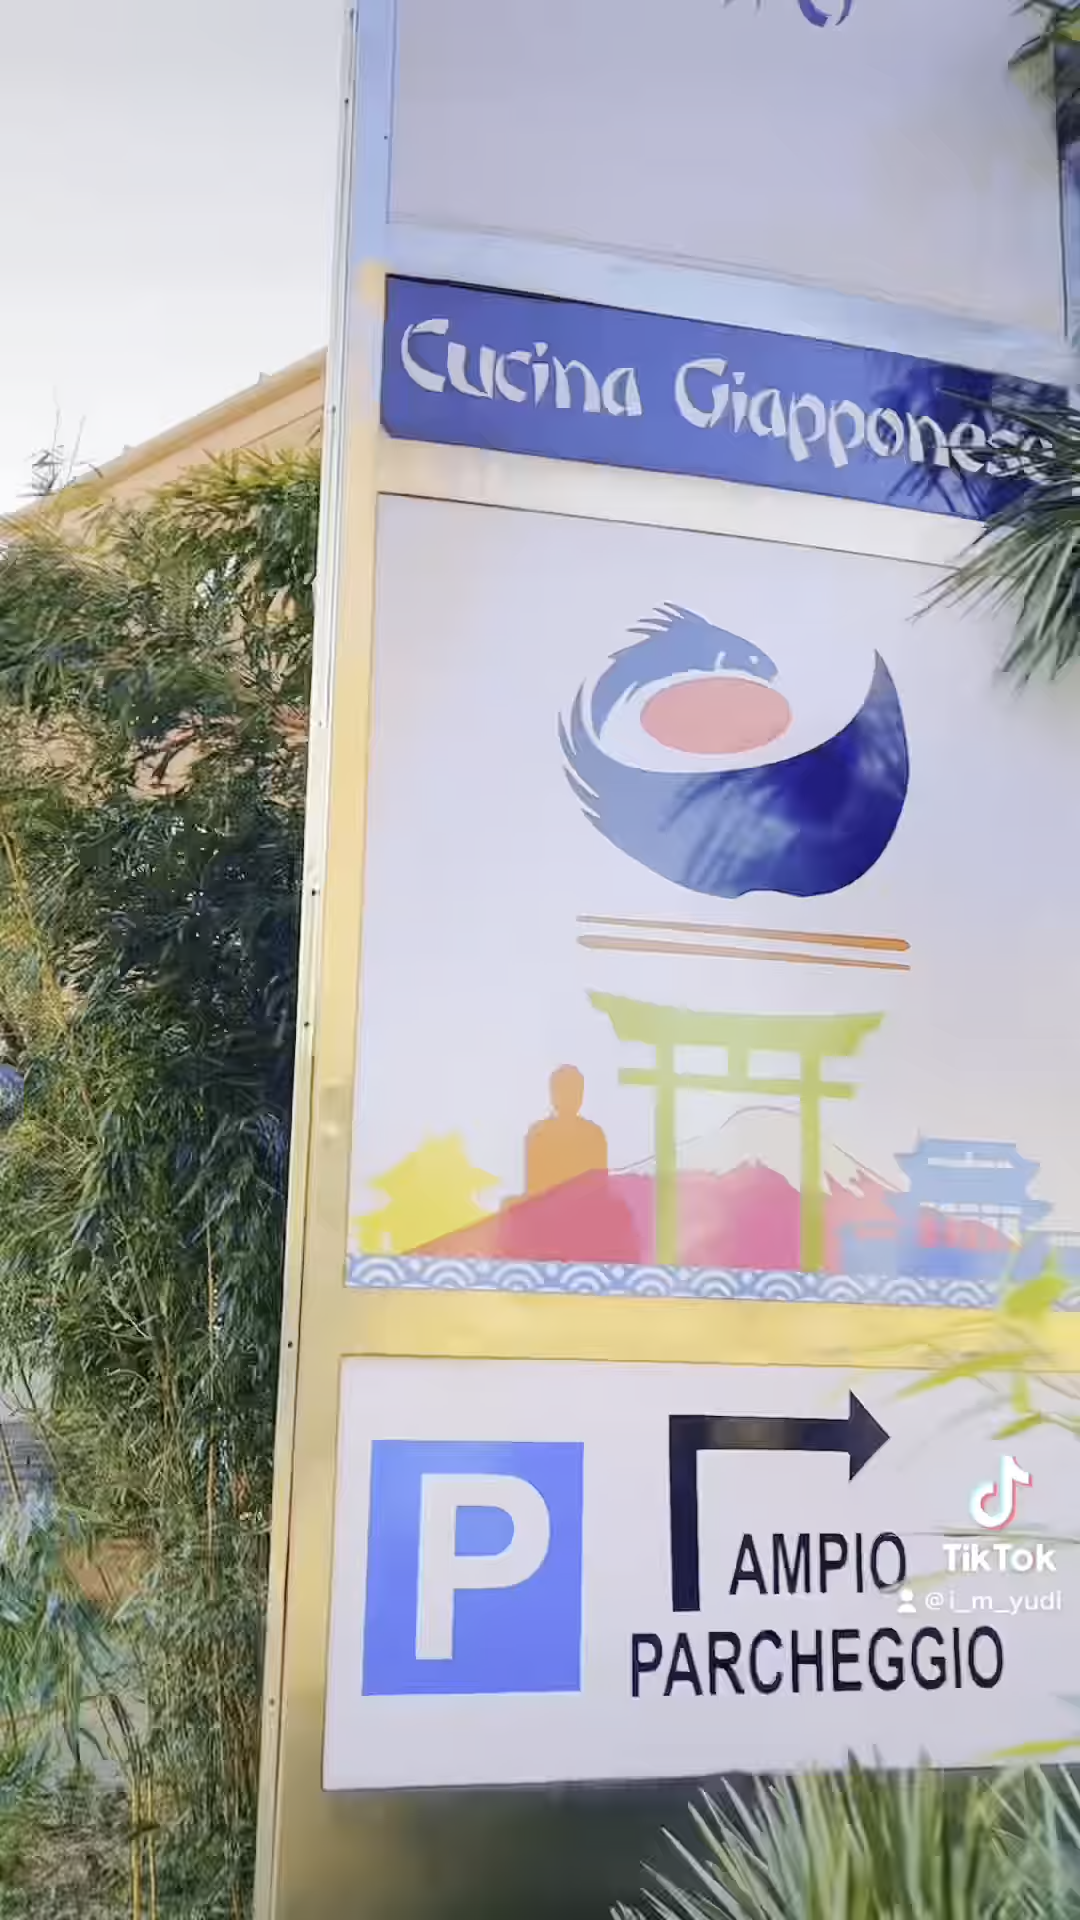 Cucina Giapponese
P
AMPIO
PARCHEGGIO
TikTok
@i_m_yudi